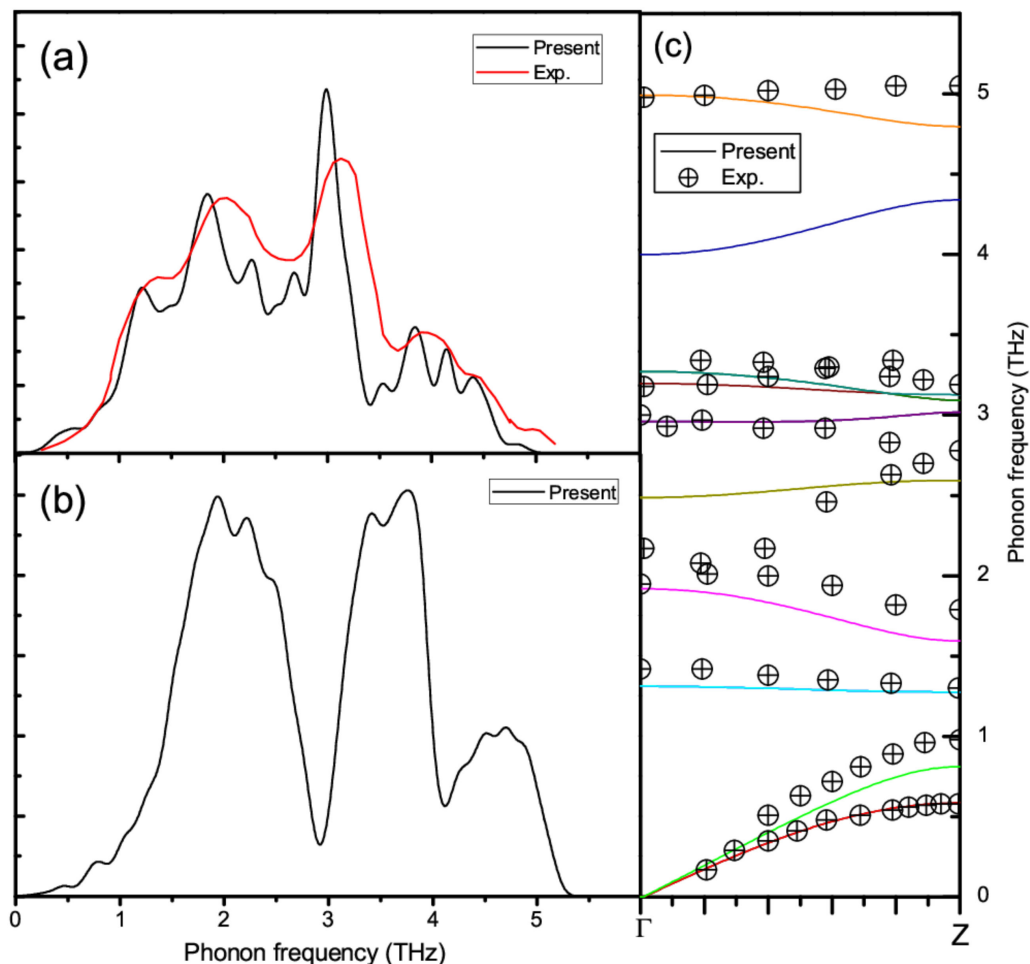 (a)
Present
Exp.
(b)
Present
0
1
2
3
4
5
Phonon frequency (THz)
(c)
Present
Exp.
5
4
3
2
1
0
Phonon frequency (THz)
Γ
Z